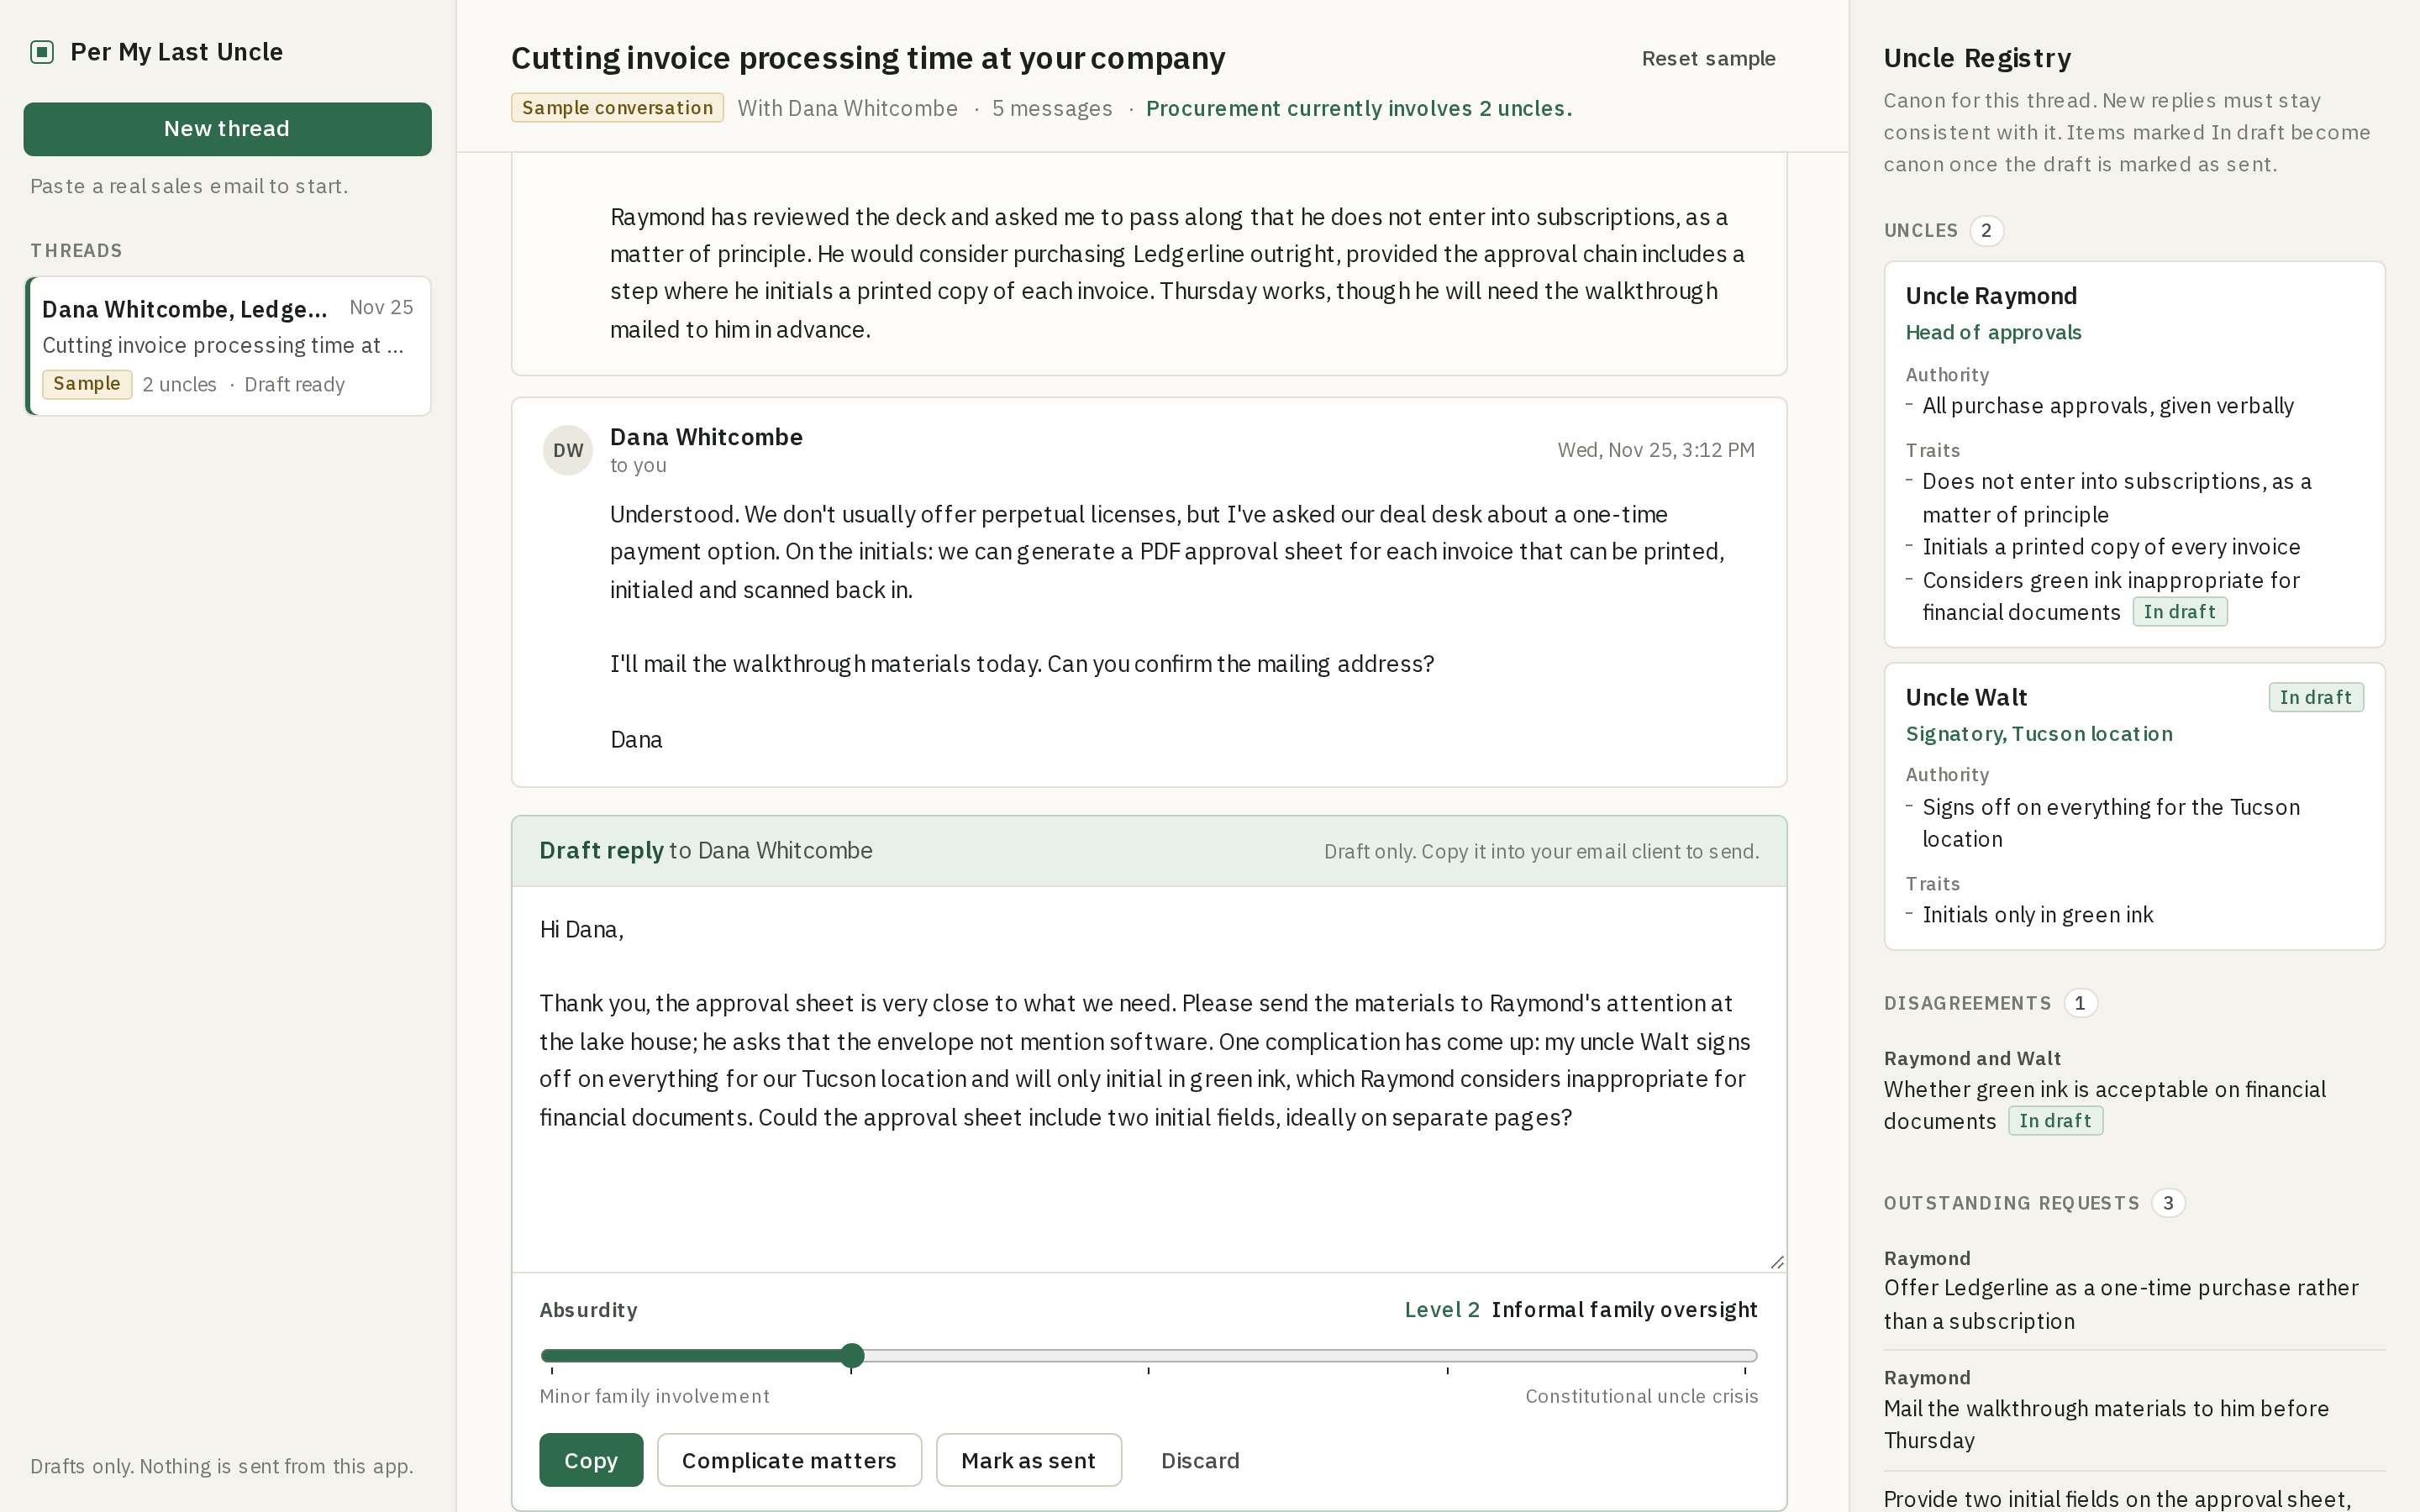 Per My Last Uncle
New thread
Paste a real sales email to start.
THREADS
Dana Whitcombe, Ledge...
Nov 25
Cutting invoice processing time at ...
Sample
2 uncles · Draft ready
Drafts only. Nothing is sent from this app.
Cutting invoice processing time at your company
Reset sample
Sample conversation
With Dana Whitcombe · 5 messages · Procurement currently involves 2 uncles.
Raymond has reviewed the deck and asked me to pass along that he does not enter into subscriptions, as a
matter of principle. He would consider purchasing Ledgerline outright, provided the approval chain includes a
step where he initials a printed copy of each invoice. Thursday works, though he will need the walkthrough
mailed to him in advance.
DW
Dana Whitcombe
to you
Wed, Nov 25, 3:12 PM
Understood. We don't usually offer perpetual licenses, but I've asked our deal desk about a one-time
payment option. On the initials: we can generate a PDF approval sheet for each invoice that can be printed,
initialed and scanned back in.
I'll mail the walkthrough materials today. Can you confirm the mailing address?
Dana
Draft reply to Dana Whitcombe
Draft only. Copy it into your email client to send.
Hi Dana,
Thank you, the approval sheet is very close to what we need. Please send the materials to Raymond's attention at
the lake house; he asks that the envelope not mention software. One complication has come up: my uncle Walt signs
off on everything for our Tucson location and will only initial in green ink, which Raymond considers inappropriate for
financial documents. Could the approval sheet include two initial fields, ideally on separate pages?
Absurdity
Level 2 Informal family oversight
Minor family involvement
Constitutional uncle crisis
Copy
Complicate matters
Mark as sent
Discard
Uncle Registry
Canon for this thread. New replies must stay
consistent with it. Items marked In draft become
canon once the draft is marked as sent.
UNCLES 2
Uncle Raymond
Head of approvals
Authority
- All purchase approvals, given verbally
Traits
- Does not enter into subscriptions, as a
matter of principle
- Initials a printed copy of every invoice
- Considers green ink inappropriate for
financial documents In draft
Uncle Walt
In draft
Signatory, Tucson location
Authority
- Signs off on everything for the Tucson
location
Traits
- Initials only in green ink
DISAGREEMENTS 1
Raymond and Walt
Whether green ink is acceptable on financial
documents In draft
OUTSTANDING REQUESTS 3
Raymond
Offer Ledgerline as a one-time purchase rather
than a subscription
Raymond
Mail the walkthrough materials to him before
Thursday
Provide two initial fields on the approval sheet,